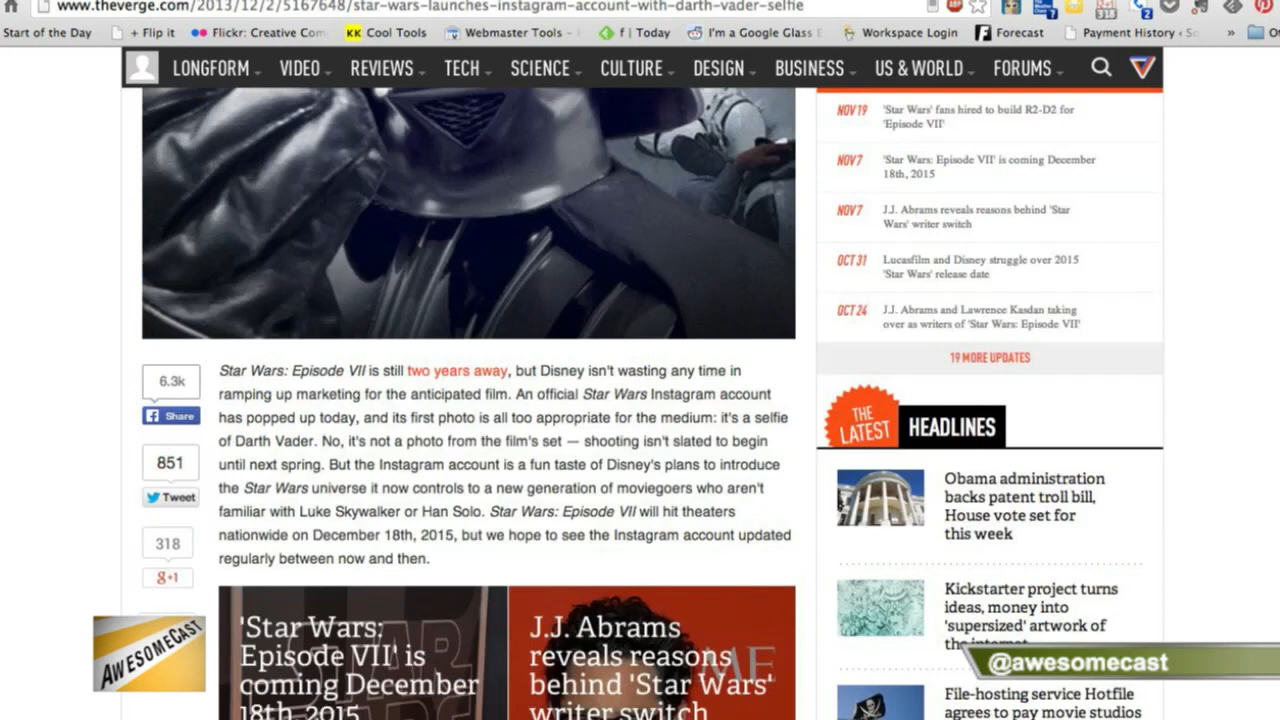 www.theverge.com/2013/12/2/5167648/star-wars-launches-instagram-account-with-darth-vader-selfie
Start of the Day + Flip it Flickr: Creative Com KK Cool Tools Webmaster Tools - f | Today I'm a Google Glass E Workspace Login F Forecast Payment History ‹ So » Ot
LONGFORM VIDEO REVIEWS TECH SCIENCE CULTURE DESIGN BUSINESS US & WORLD FORUMS
NOV 19 'Star Wars' fans hired to build R2-D2 for
'Episode VII'
NOV 7 'Star Wars: Episode VII' is coming December
18th, 2015
NOV 7 J.J. Abrams reveals reasons behind 'Star
Wars' writer switch
OCT 31 Lucasfilm and Disney struggle over 2015
'Star Wars' release date
OCT 24 J.J. Abrams and Lawrence Kasdan taking
over as writers of 'Star Wars: Episode VII'
19 MORE UPDATES
6.3k
Share
851
Tweet
318
g+1
Star Wars: Episode VII is still two years away, but Disney isn't wasting any time in
ramping up marketing for the anticipated film. An official Star Wars Instagram account
has popped up today, and its first photo is all too appropriate for the medium: it's a selfie
of Darth Vader. No, it's not a photo from the film's set — shooting isn't slated to begin
until next spring. But the Instagram account is a fun taste of Disney's plans to introduce
the Star Wars universe it now controls to a new generation of moviegoers who aren't
familiar with Luke Skywalker or Han Solo. Star Wars: Episode VII will hit theaters
nationwide on December 18th, 2015, but we hope to see the Instagram account updated
regularly between now and then.
THE
LATEST
HEADLINES
Obama administration
backs patent troll bill,
House vote set for
this week
Kickstarter project turns
ideas, money into
'supersized' artwork of
the internet
File-hosting service Hotfile
agrees to pay movie studios
'Star Wars:
Episode VII' is
coming December
18th, 2015
J.J. Abrams
reveals reasons
behind 'Star Wars'
writer switch
AWESOMECAST
@awesomecast